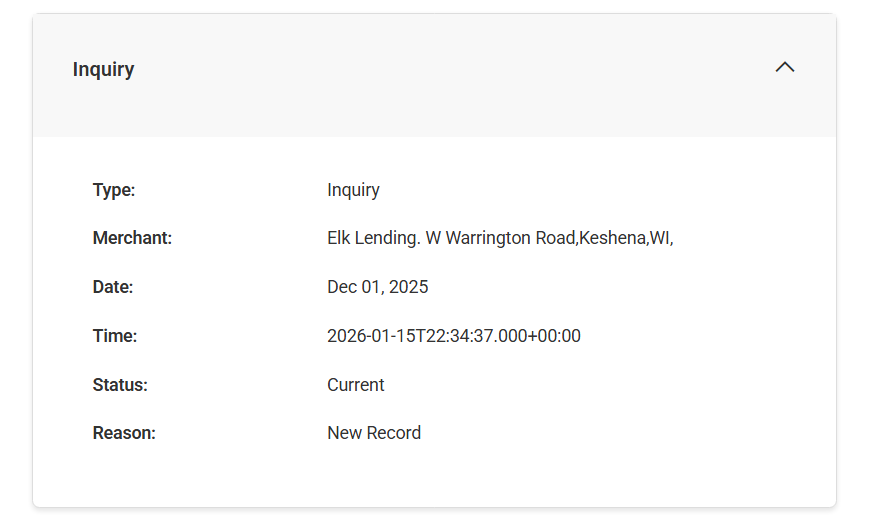 Inquiry
Type: Inquiry
Merchant: Elk Lending. W Warrington Road,Keshena,WI,
Date: Dec 01, 2025
Time: 2026-01-15T22:34:37.000+00:00
Status: Current
Reason: New Record